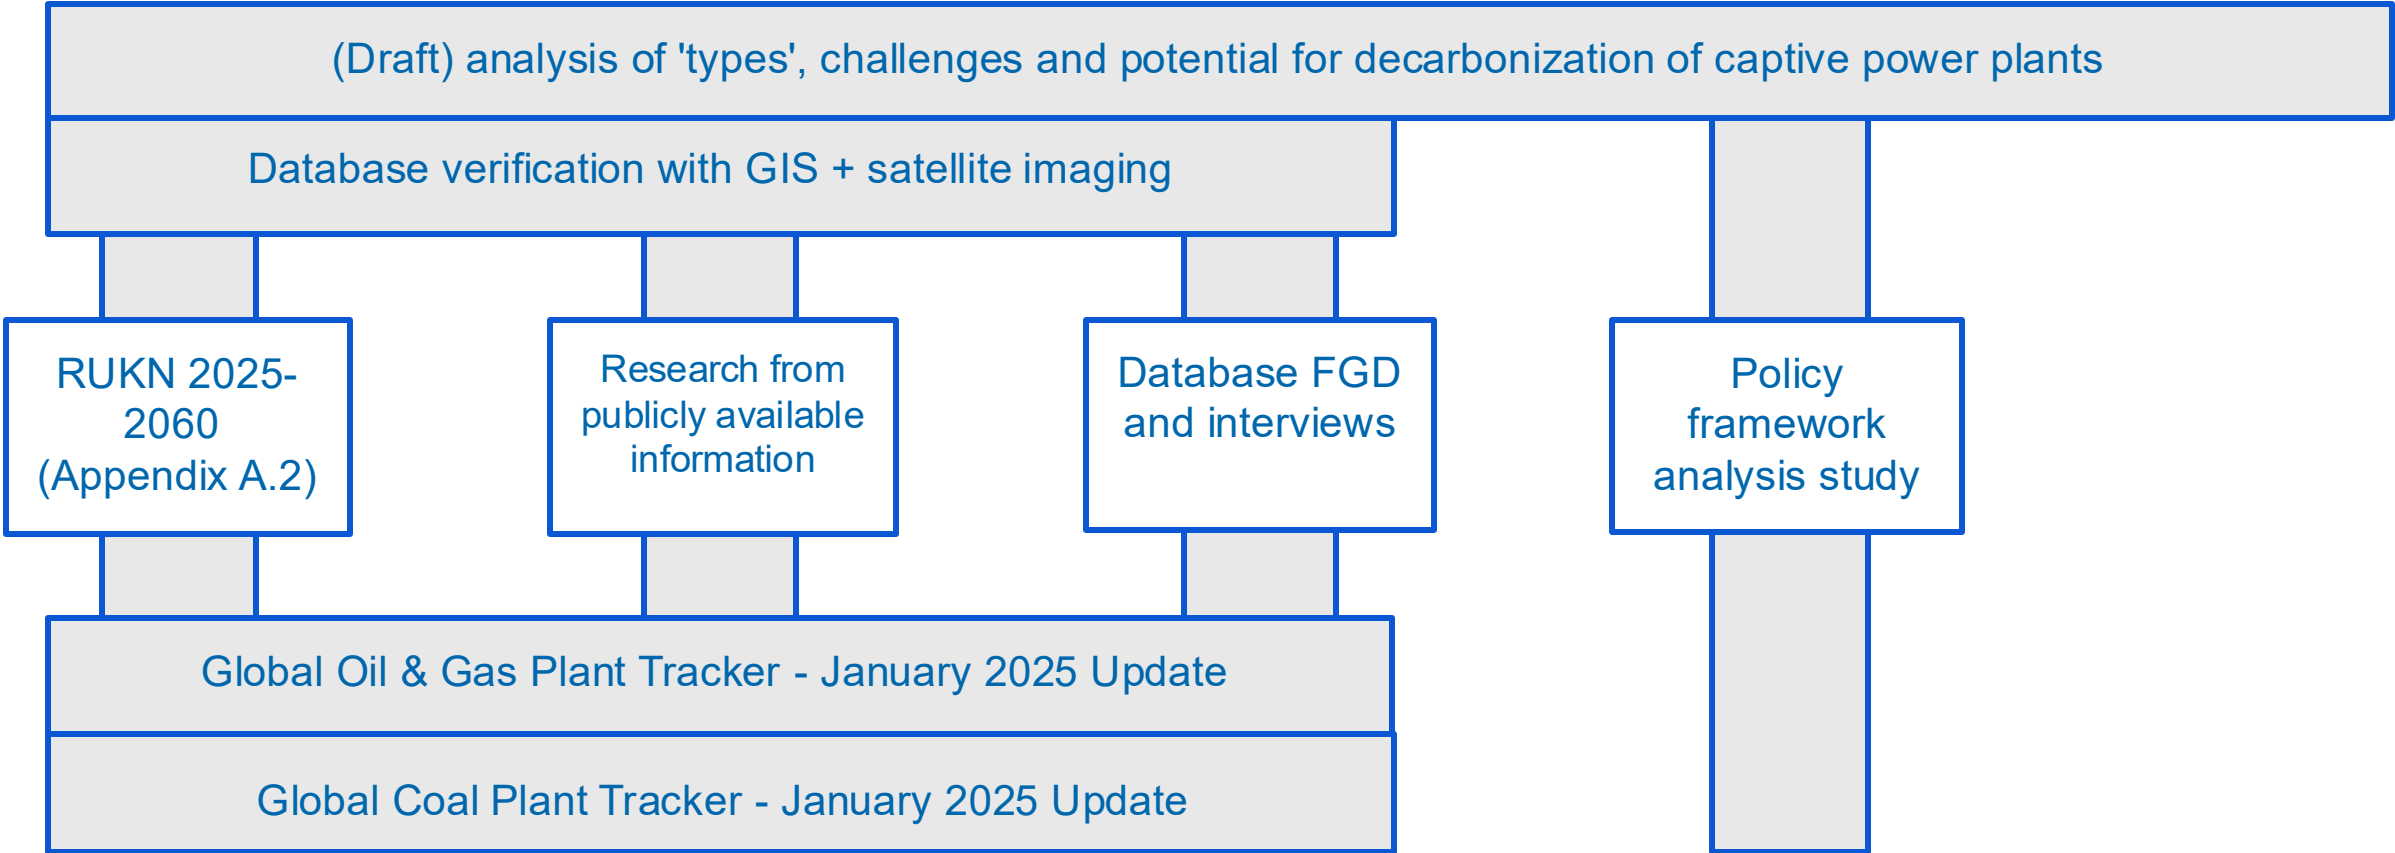 (Draft) analysis of 'types', challenges and potential for decarbonization of captive power plants
Database verification with GIS + satellite imaging
RUKN 2025-
2060
(Appendix A.2)
Research from
publicly available
information
Database FGD
and interviews
Policy
framework
analysis study
Global Oil & Gas Plant Tracker - January 2025 Update
Global Coal Plant Tracker - January 2025 Update